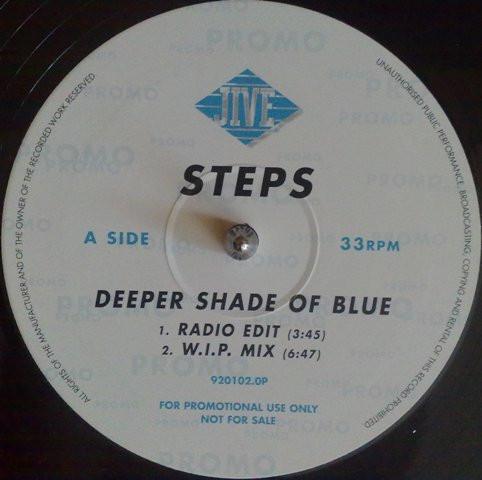 JIVE
STEPS
A SIDE
33RPM
DEEPER SHADE OF BLUE
1. RADIO EDIT (3:45)
2. W.I.P. MIX (6:47)
920102.0P
FOR PROMOTIONAL USE ONLY
NOT FOR SALE
ALL RIGHTS OF THE MANUFACTURER AND OF THE OWNER OF THE RECORDED WORK RESERVED
UNAUTHORISED PUBLIC PERFORMANCE, BROADCASTING, COPYING AND RENTAL OF THIS RECORD PROHIBITED
PROMO
PROMO
PROMO
PROMO
PROMO
PROMO
PROMO